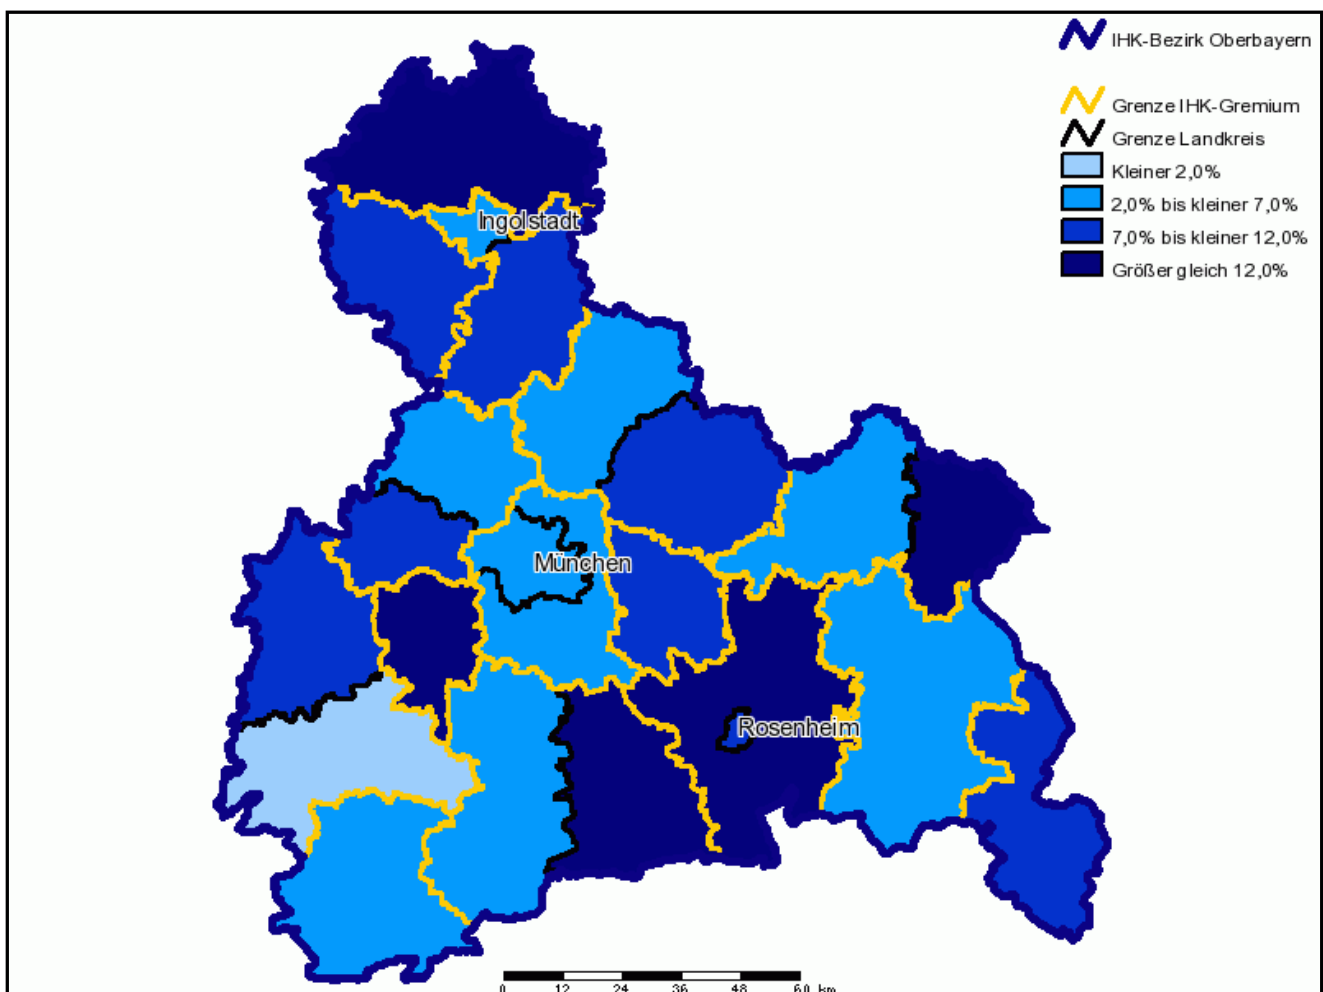 IHK-Bezirk Oberbayern
Grenze IHK-Gremium
Grenze Landkreis
Kleiner 2,0%
2,0% bis kleiner 7,0%
7,0% bis kleiner 12,0%
Größer gleich 12,0%
Ingolstadt
München
Rosenheim
0 12 24 36 48 60 km